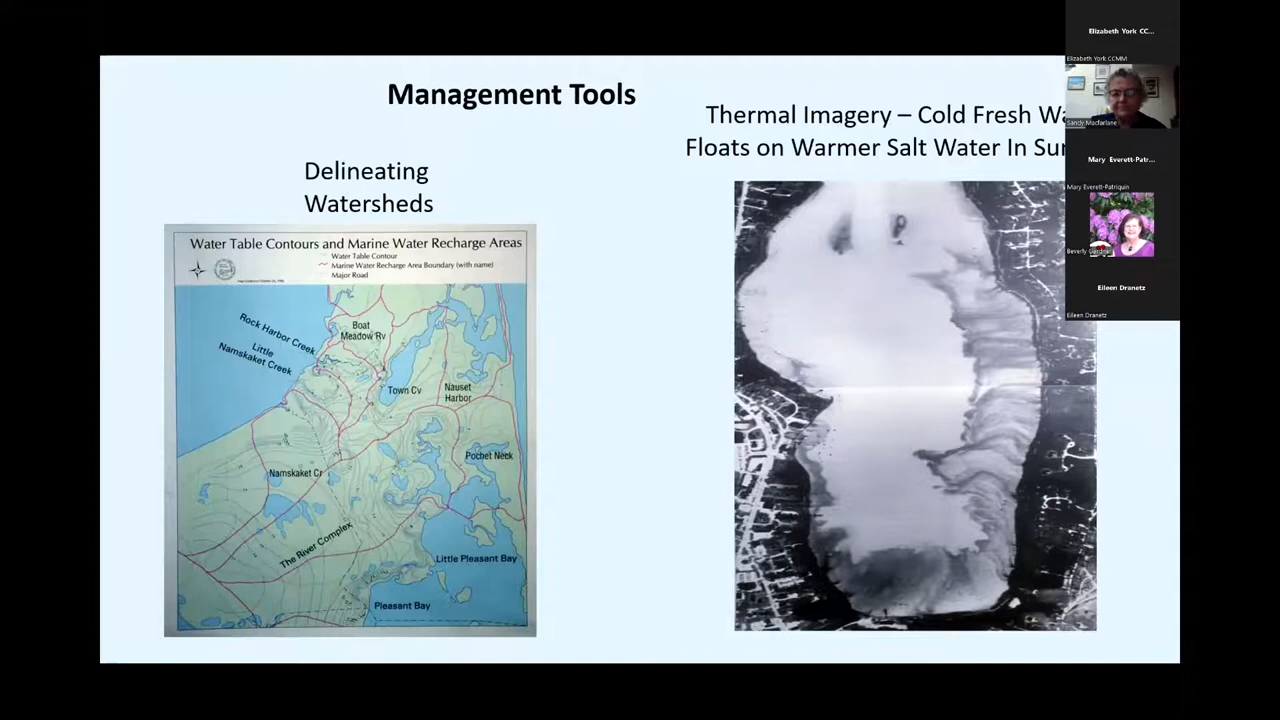 Management Tools
Thermal Imagery – Cold Fresh
Floats on Warmer Salt Water In
Delineating
Watersheds
Water Table Contours and Marine Water Recharge Areas
Water Table Contour
Marine Water Recharge Area Boundary (with name)
Major Road
Rock Harbor Creek
Little
Namskaket Creek
Boat
Meadow Rv
Town Cv
Nauset
Harbor
Pochet Neck
Namskaket Cr
The River Complex
Little Pleasant Bay
Pleasant Bay
Elizabeth York CC...
Elizabeth York CCMM
Sandy Macfarlane
Mary Everett-Patr...
Mary Everett-Patriquin
Beverly
Eileen Dranetz
Eileen Dranetz